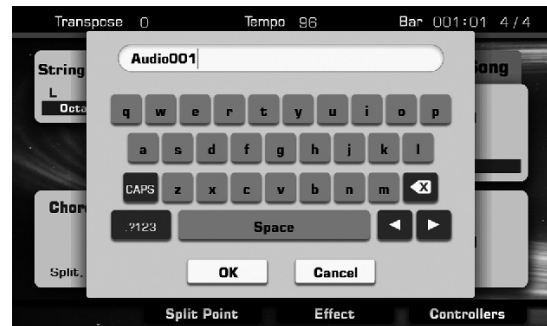 Transpose 0 Tempo 96 Bar 001:01 4/4
String
ong
L
Octa
Audio001
q w e r t y u i o p
a s d f g h j k l
CAPS z x c v b n m
.?123 Space
Chor
Split,
OK Cancel
Split Point Effect Controllers